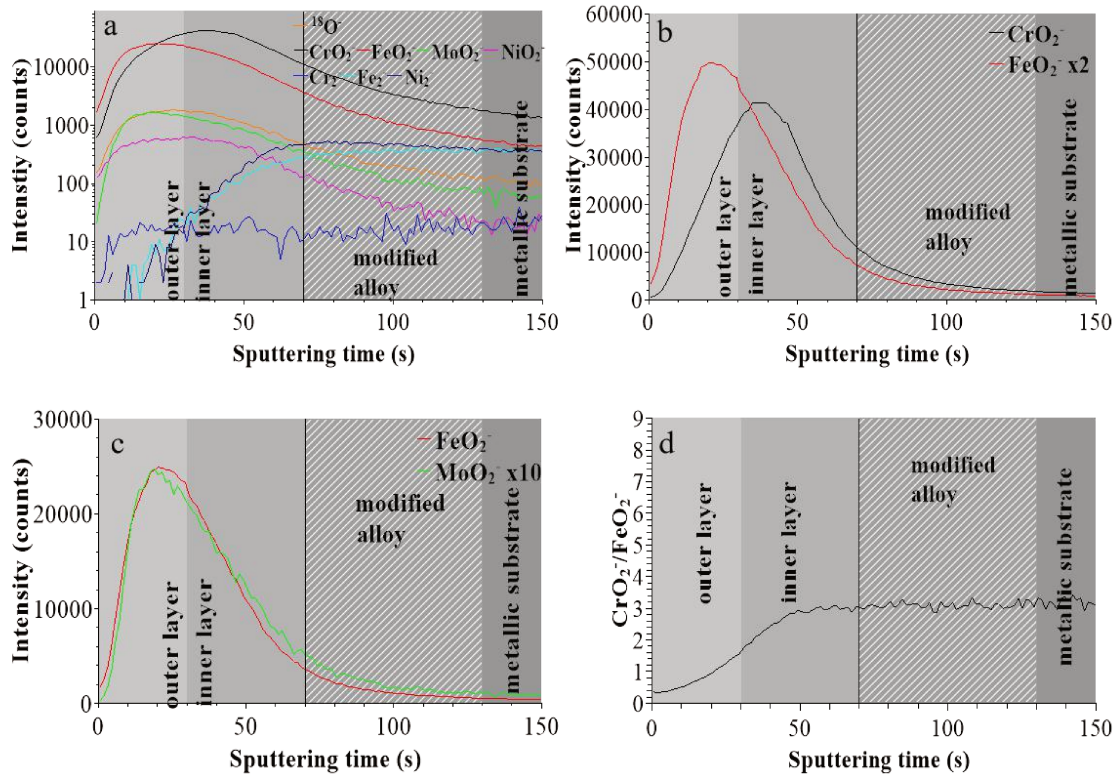 a
¹⁸O⁻
CrO₂⁻ FeO₂⁻ MoO₂⁻ NiO₂⁻
Cr₂⁻ Fe₂⁻ Ni₂⁻
10000
1000
100
10
1
Intenstiy (counts)
outer layer
inner layer
modified
alloy
metallic substrate
0 50 100 150
Sputtering time (s)
b
CrO₂⁻
FeO₂⁻ x2
60000
50000
40000
30000
20000
10000
0
Intensity (counts)
outer layer
inner layer
modified
alloy
metallic substrate
0 50 100 150
Sputtering time (s)
c
FeO₂⁻
MoO₂⁻ x10
30000
20000
10000
0
Intensity (counts)
outer layer
inner layer
modified
alloy
metallic substrate
0 50 100 150
Sputtering time (s)
d
9
8
7
6
5
4
3
2
1
0
CrO₂⁻/FeO₂⁻
outer layer
inner layer
modified
alloy
metallic substrate
0 50 100 150
Sputtering time (s)